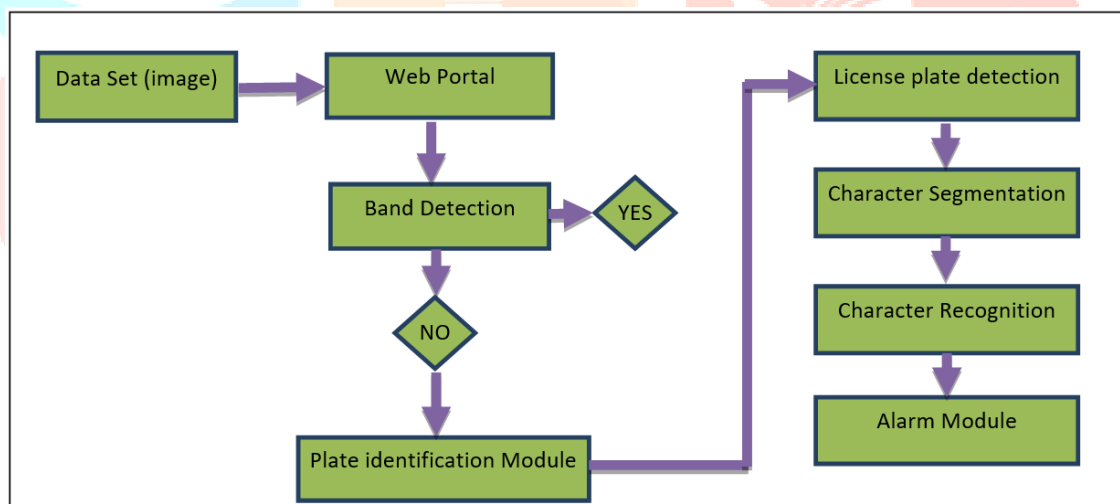 Data Set (image)
Web Portal
Band Detection
YES
NO
Plate identification Module
License plate detection
Character Segmentation
Character Recognition
Alarm Module